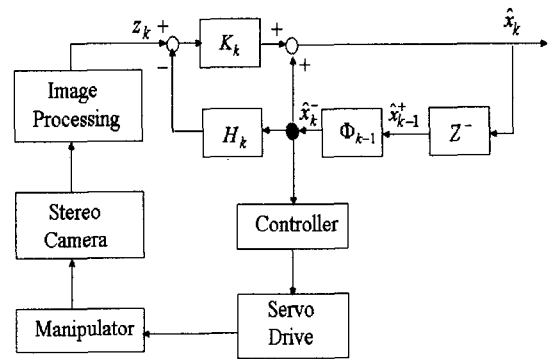 z_k + K_k + x̂_k
− +
Image
Processing
H_k x̂_k^- Φ_{k-1} x̂_{k-1}^+ Z^-
Stereo
Camera
Controller
Manipulator
Servo
Drive